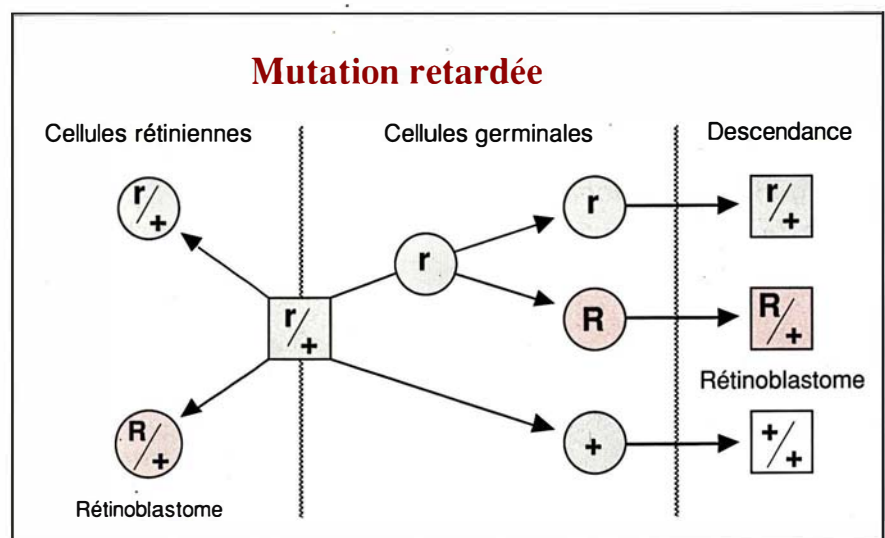 Mutation retardée
Cellules rétiniennes
Cellules germinales
Descendance
r/+
r
r/+
r
r/+
R
R/+
Rétinoblastome
R/+
+
+/+
Rétinoblastome